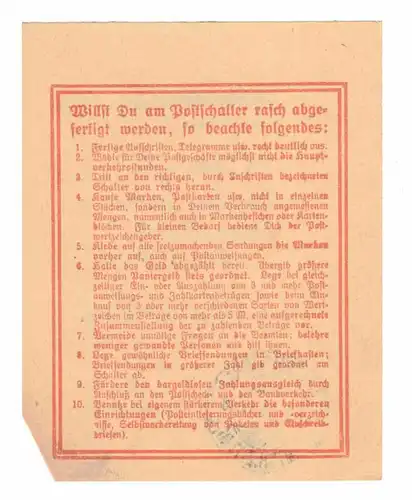 Willst Du am Postschalter rasch abge-
fertigt werden, so beachte folgendes:
1. Fertige Aufschriften, Telegramme usw. recht deutlich aus.
2. Wähle für Deine Postgeschäfte möglichst nicht die Haupt-
verkehrsstunden.
3. Tritt an den richtigen, durch Inschriften bezeichneten
Schalter von rechts heran.
4. Kaufe Marken, Postkarten usw. nicht in einzelnen
Stücken, sondern in Deinem Verbrauch angemessenen
Mengen, namentlich auch in Markenheftchen oder Karten-
blöcken. Für kleinen Bedarf bediene Dich der Post-
wertzeichengeber.
5. Klebe auf alle freizumachenden Sendungen die Marken
vorher auf, auch auf Postanweisungen.
6. Halte das Geld abgezählt bereit. Übergib größere
Mengen Papiergeld stets geordnet. Lege bei gleich-
zeitiger Ein- oder Auszahlung von 3 und mehr Post-
anweisungs- und Zahlkartenbeträgen sowie beim Ein-
kauf von 3 oder mehr verschiedenen Sorten von Wert-
zeichen im Betrage von mehr als 5 M. eine aufgerechnete
Zusammenstellung der zu zahlenden Beträge vor.
7. Vermeide unnötige Fragen an die Beamten; belehre
weniger gewandte Personen und hilf ihnen.
8. Lege gewöhnliche Briefsendungen in Briefkasten;
Briefsendungen in größerer Zahl gib geordnet am
Schalter ab.
9. Fördere den bargeldlosen Zahlungsausgleich durch
Anschluß an den Postscheck- und den Bankverkehr.
10. Benutze bei eigenem stärkerem Verkehr die besonderen
Einrichtungen (Posteinlieferungsbücher und -verzeich-
nisse, Selbstvorbereitung von Paketen und Einschreib-
briefen).